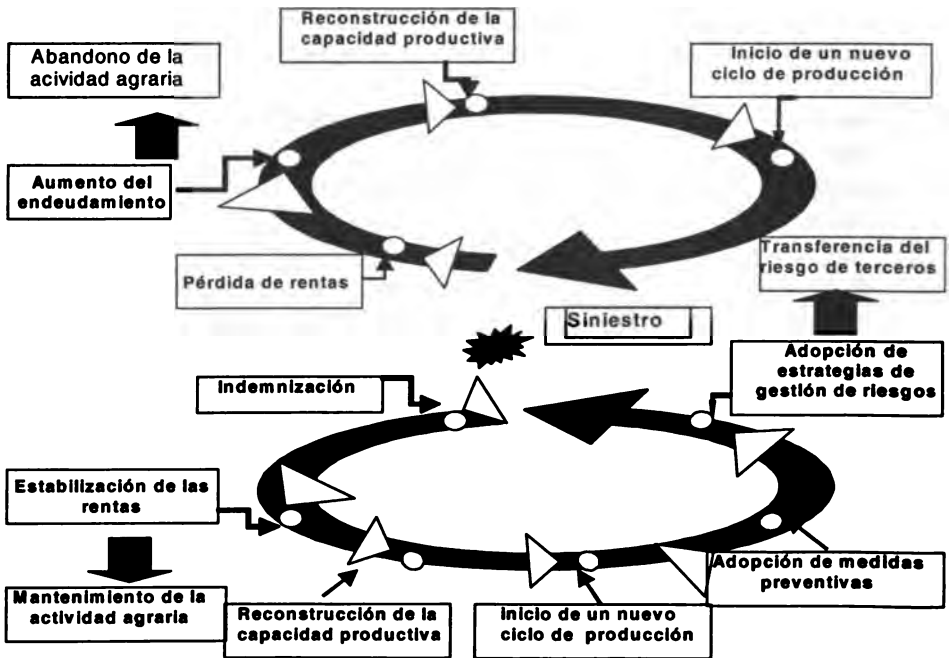 Reconstrucción de la
capacidad productiva
Abandono de la
actividad agraria
Inicio de un nuevo
ciclo de producción
Aumento del
endeudamiento
Transferencia del
riesgo de terceros
Pérdida de rentas
Siniestro
Adopción de
estrategias de
gestión de riesgos
Indemnización
Estabilización de las
rentas
Adopción de medidas
preventivas
Mantenimiento de la
actividad agraria
Reconstrucción de la
capacidad productiva
Inicio de un nuevo
ciclo de producción